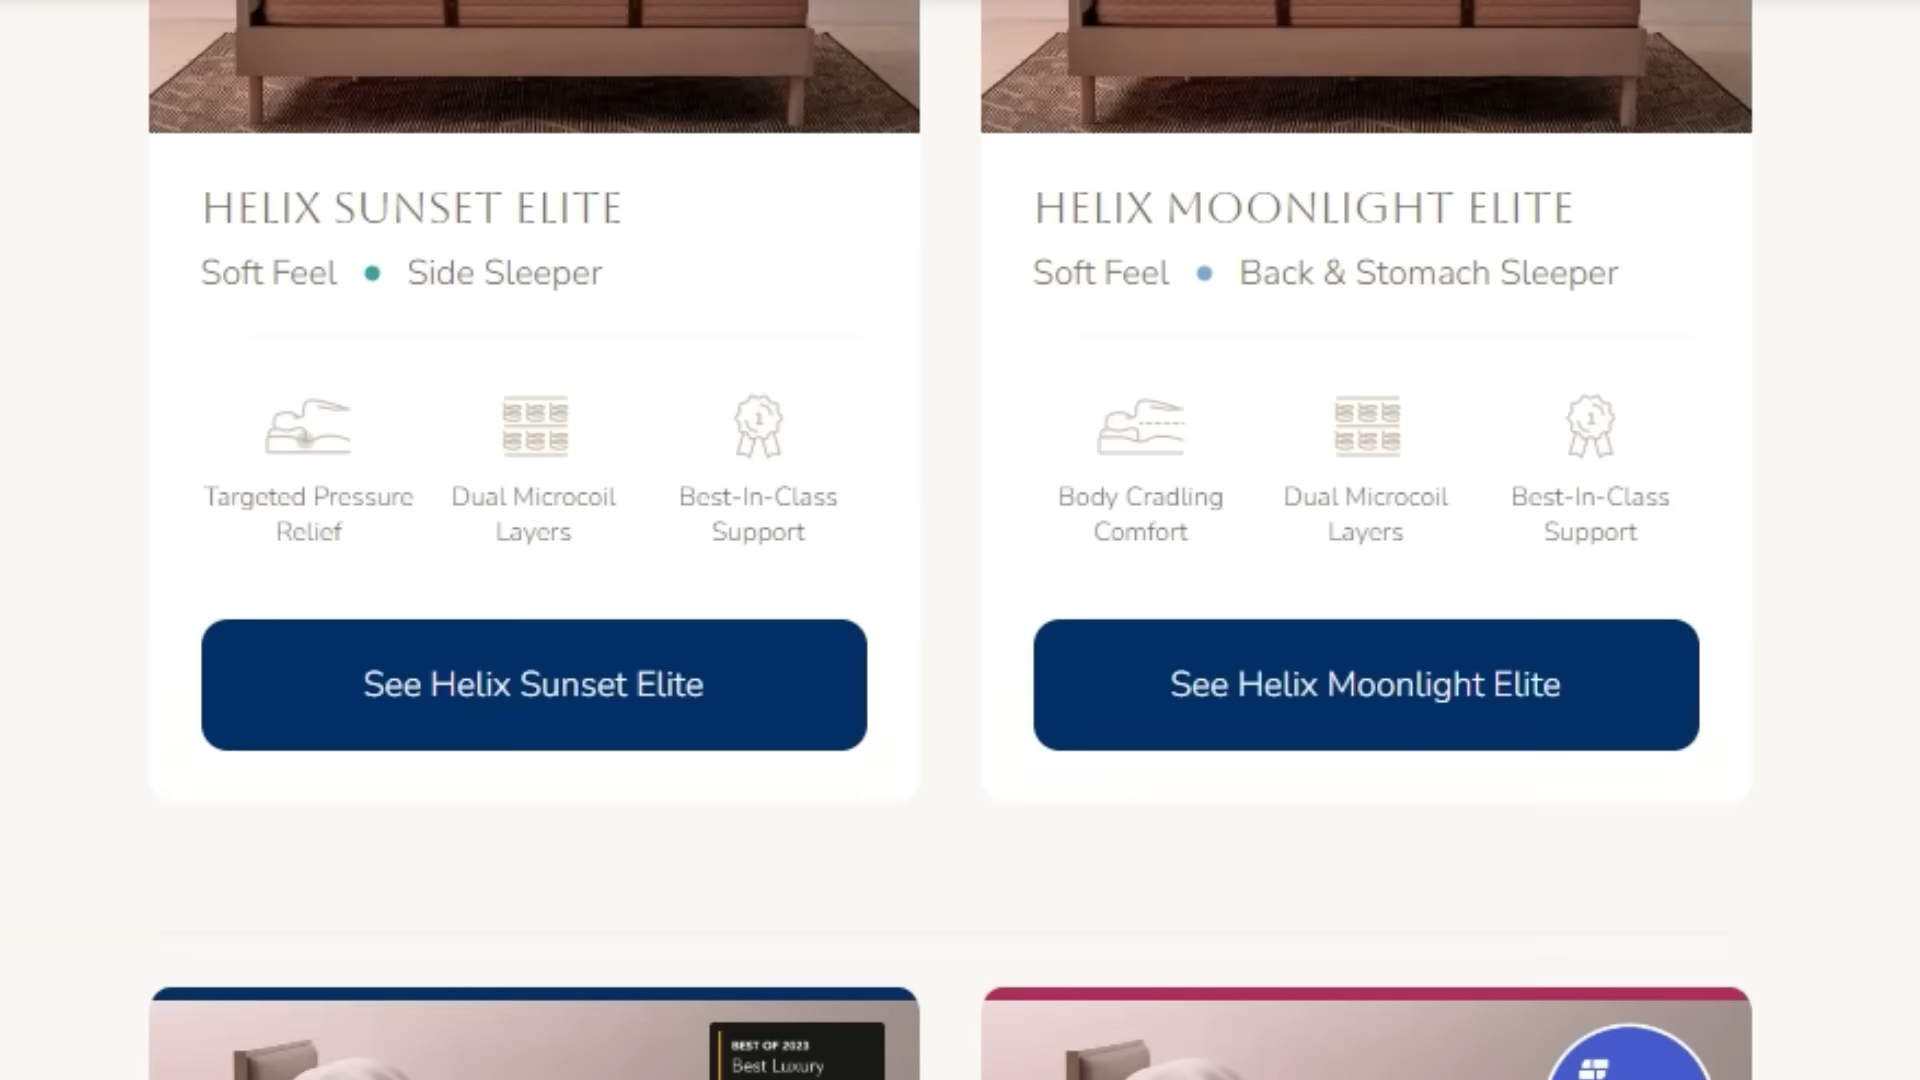 HELIX SUNSET ELITE
Soft Feel • Side Sleeper
1
Targeted Pressure
Relief
Dual Microcoil
Layers
Best-In-Class
Support
See Helix Sunset Elite
HELIX MOONLIGHT ELITE
Soft Feel • Back & Stomach Sleeper
1
Body Cradling
Comfort
Dual Microcoil
Layers
Best-In-Class
Support
See Helix Moonlight Elite
BEST OF 2023
Best Luxury